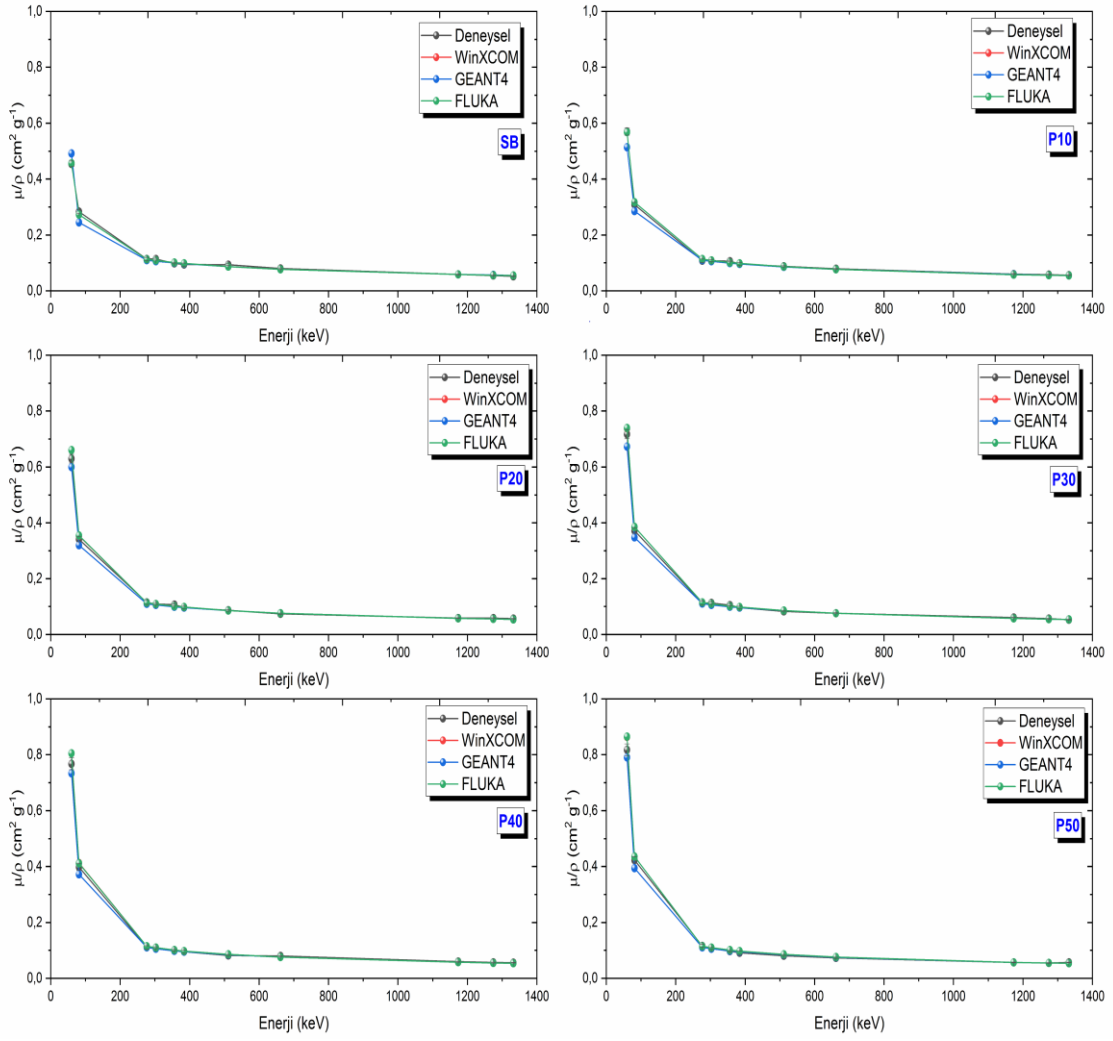 1,0
0,8
0,6
0,4
0,2
0,0
μ/ρ (cm² g⁻¹)
Deneysel
WinXCOM
GEANT4
FLUKA
SB
0 200 400 600 800 1000 1200 1400
Enerji (keV)
1,0
0,8
0,6
0,4
0,2
0,0
μ/ρ (cm² g⁻¹)
Deneysel
WinXCOM
GEANT4
FLUKA
P10
0 200 400 600 800 1000 1200 1400
Enerji (keV)
1,0
0,8
0,6
0,4
0,2
0,0
μ/ρ (cm² g⁻¹)
Deneysel
WinXCOM
GEANT4
FLUKA
P20
0 200 400 600 800 1000 1200 1400
Enerji (keV)
1,0
0,8
0,6
0,4
0,2
0,0
μ/ρ (cm² g⁻¹)
Deneysel
WinXCOM
GEANT4
FLUKA
P30
0 200 400 600 800 1000 1200 1400
Enerji (keV)
1,0
0,8
0,6
0,4
0,2
0,0
μ/ρ (cm² g⁻¹)
Deneysel
WinXCOM
GEANT4
FLUKA
P40
0 200 400 600 800 1000 1200 1400
Enerji (keV)
1,0
0,8
0,6
0,4
0,2
0,0
μ/ρ (cm² g⁻¹)
Deneysel
WinXCOM
GEANT4
FLUKA
P50
0 200 400 600 800 1000 1200 1400
Enerji (keV)